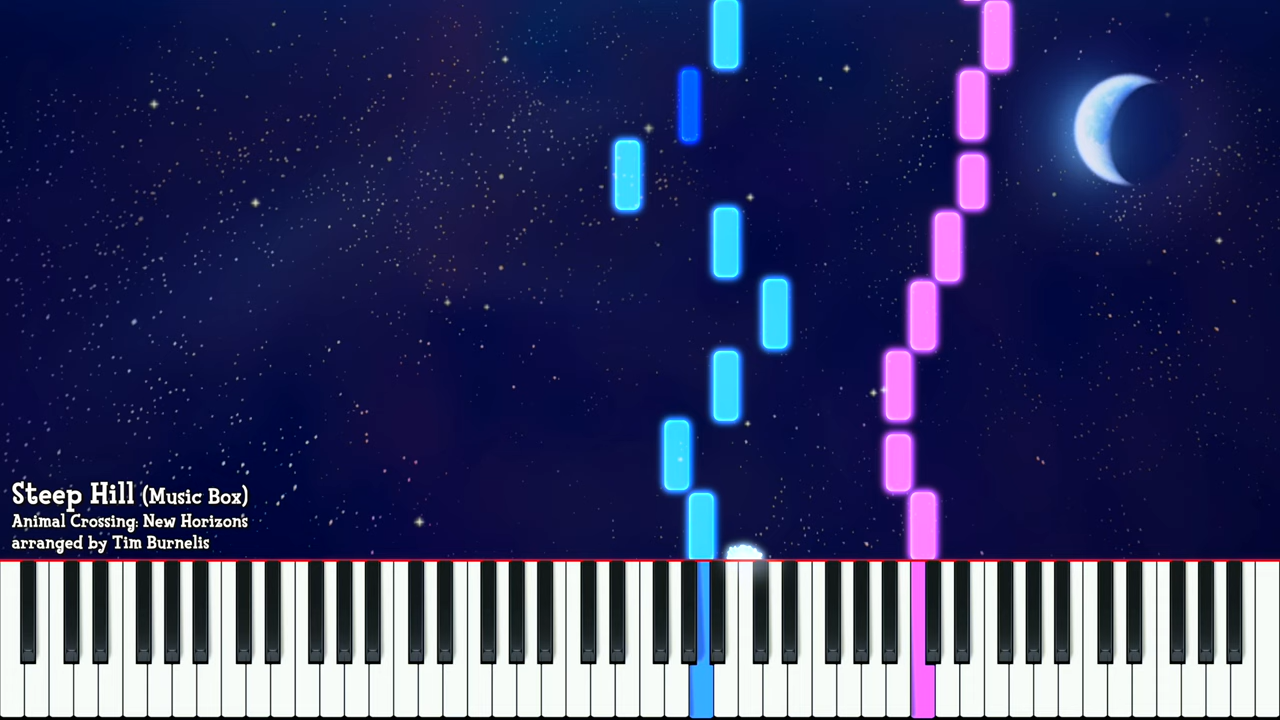 Steep Hill (Music Box)
Animal Crossing: New Horizons
arranged by Tim Burnelis